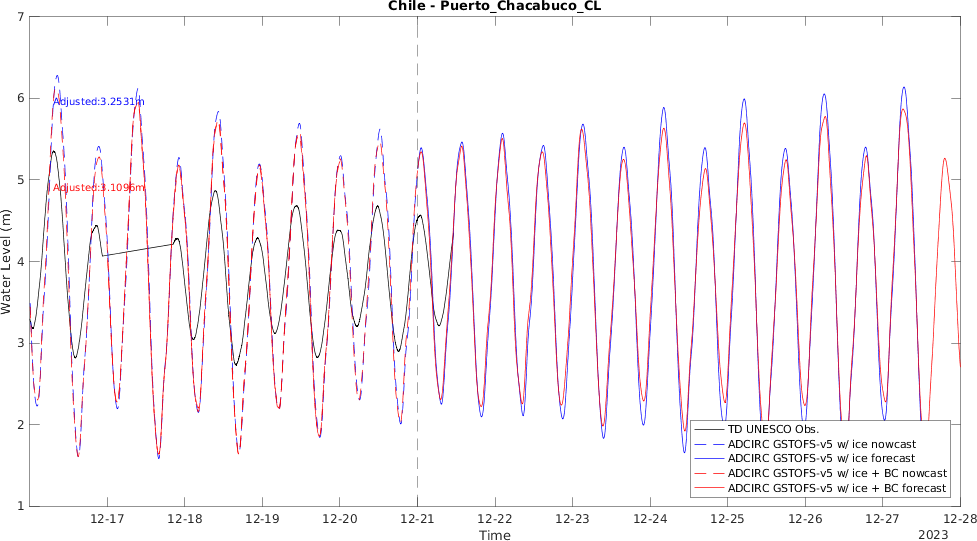 Chile - Puerto_Chacabuco_CL
7
6
5
4
3
2
1
Water Level (m)
Adjusted:3.2531m
Adjusted:3.1096m
TD UNESCO Obs.
ADCIRC GSTOFS-v5 w/ ice nowcast
ADCIRC GSTOFS-v5 w/ ice forecast
ADCIRC GSTOFS-v5 w/ ice + BC nowcast
ADCIRC GSTOFS-v5 w/ ice + BC forecast
12-17 12-18 12-19 12-20 12-21 12-22 12-23 12-24 12-25 12-26 12-27 12-28
Time
2023